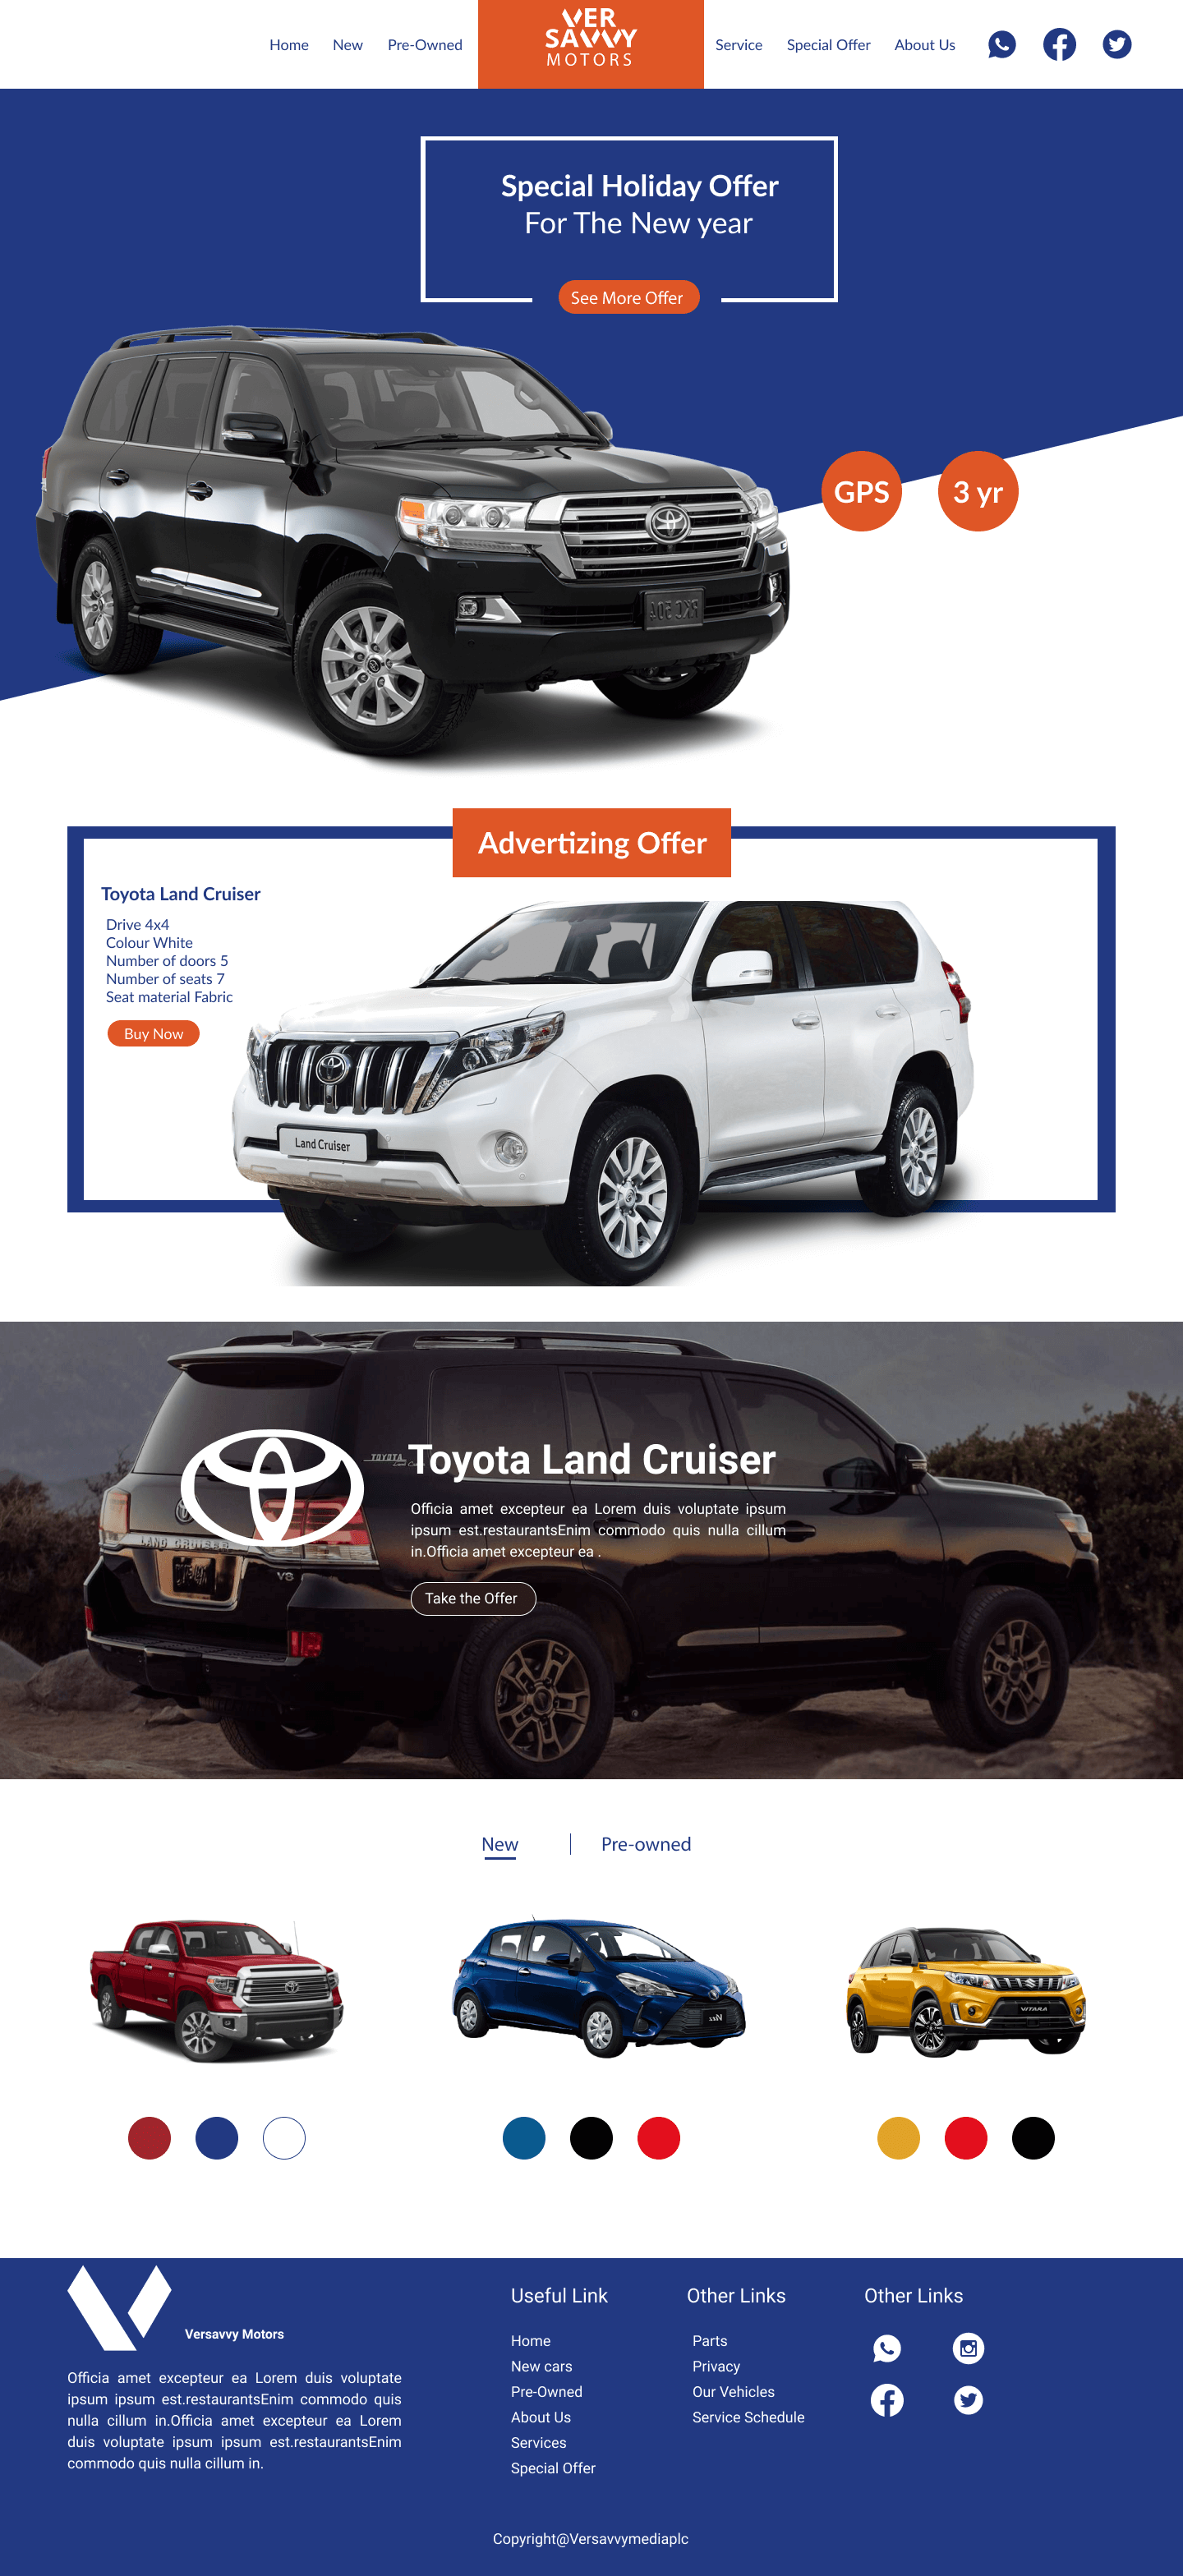 Home New Pre-Owned
VER
SAVVY
MOTORS
Service Special Offer About Us
Special Holiday Offer
For The New year
See More Offer
GPS
3 yr
Advertizing Offer
Toyota Land Cruiser
Drive 4x4
Colour White
Number of doors 5
Number of seats 7
Seat material Fabric
Buy Now
Land Cruiser
TOYOTA
Toyota Land Cruiser
Officia amet excepteur ea Lorem duis voluptate ipsum
ipsum est.restaurantsEnim commodo quis nulla cillum
in.Officia amet excepteur ea .
LAND CRUISER
V8
Take the Offer
New
Pre-owned
VITARA
Versavvy Motors
Officia amet excepteur ea Lorem duis voluptate
ipsum ipsum est.restaurantsEnim commodo quis
nulla cillum in.Officia amet excepteur ea Lorem
duis voluptate ipsum ipsum est.restaurantsEnim
commodo quis nulla cillum in.
Useful Link
Home
New cars
Pre-Owned
About Us
Services
Special Offer
Other Links
Parts
Privacy
Our Vehicles
Service Schedule
Other Links
Copyright@Versavvymediaplc